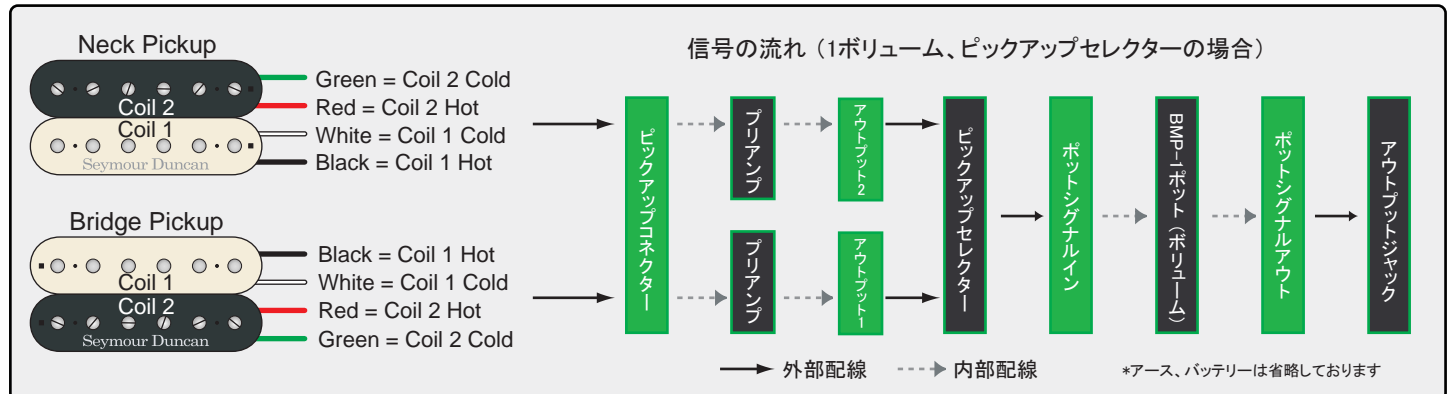 Neck Pickup
Coil 2
Coil 1
Seymour Duncan
Green = Coil 2 Cold
Red = Coil 2 Hot
White = Coil 1 Cold
Black = Coil 1 Hot
Bridge Pickup
Coil 1
Coil 2
Seymour Duncan
Black = Coil 1 Hot
White = Coil 1 Cold
Red = Coil 2 Hot
Green = Coil 2 Cold
信号の流れ（1ボリューム、ピックアップセレクターの場合）
ピックアップコネクター
プリアンプ
アウトプット2
プリアンプ
アウトプット1
ピックアップセレクター
ポットシグナルイン
BMP-1ポット（ボリューム）
ポットシグナルアウト
アウトプットジャック
外部配線
内部配線
*アース、バッテリーは省略しております